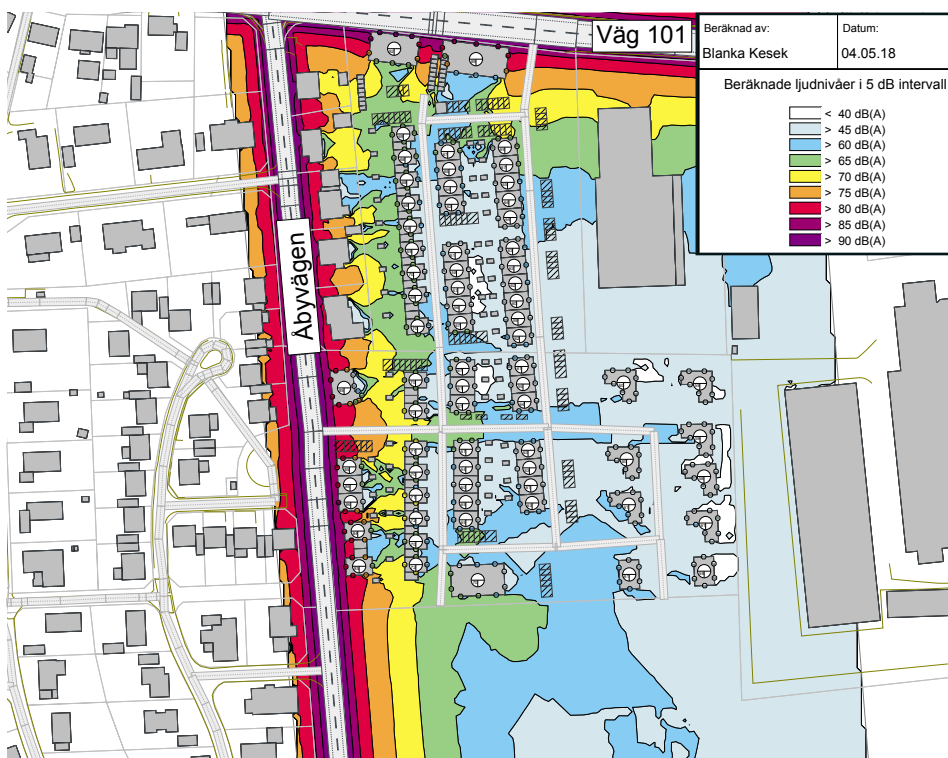 Väg 101
Beräknad av:
Blanka Kesek
Datum:
04.05.18
Beräknade ljudnivåer i 5 dB intervall
< 40 dB(A)
> 45 dB(A)
> 60 dB(A)
> 65 dB(A)
> 70 dB(A)
> 75 dB(A)
> 80 dB(A)
> 85 dB(A)
> 90 dB(A)
Åbyvägen